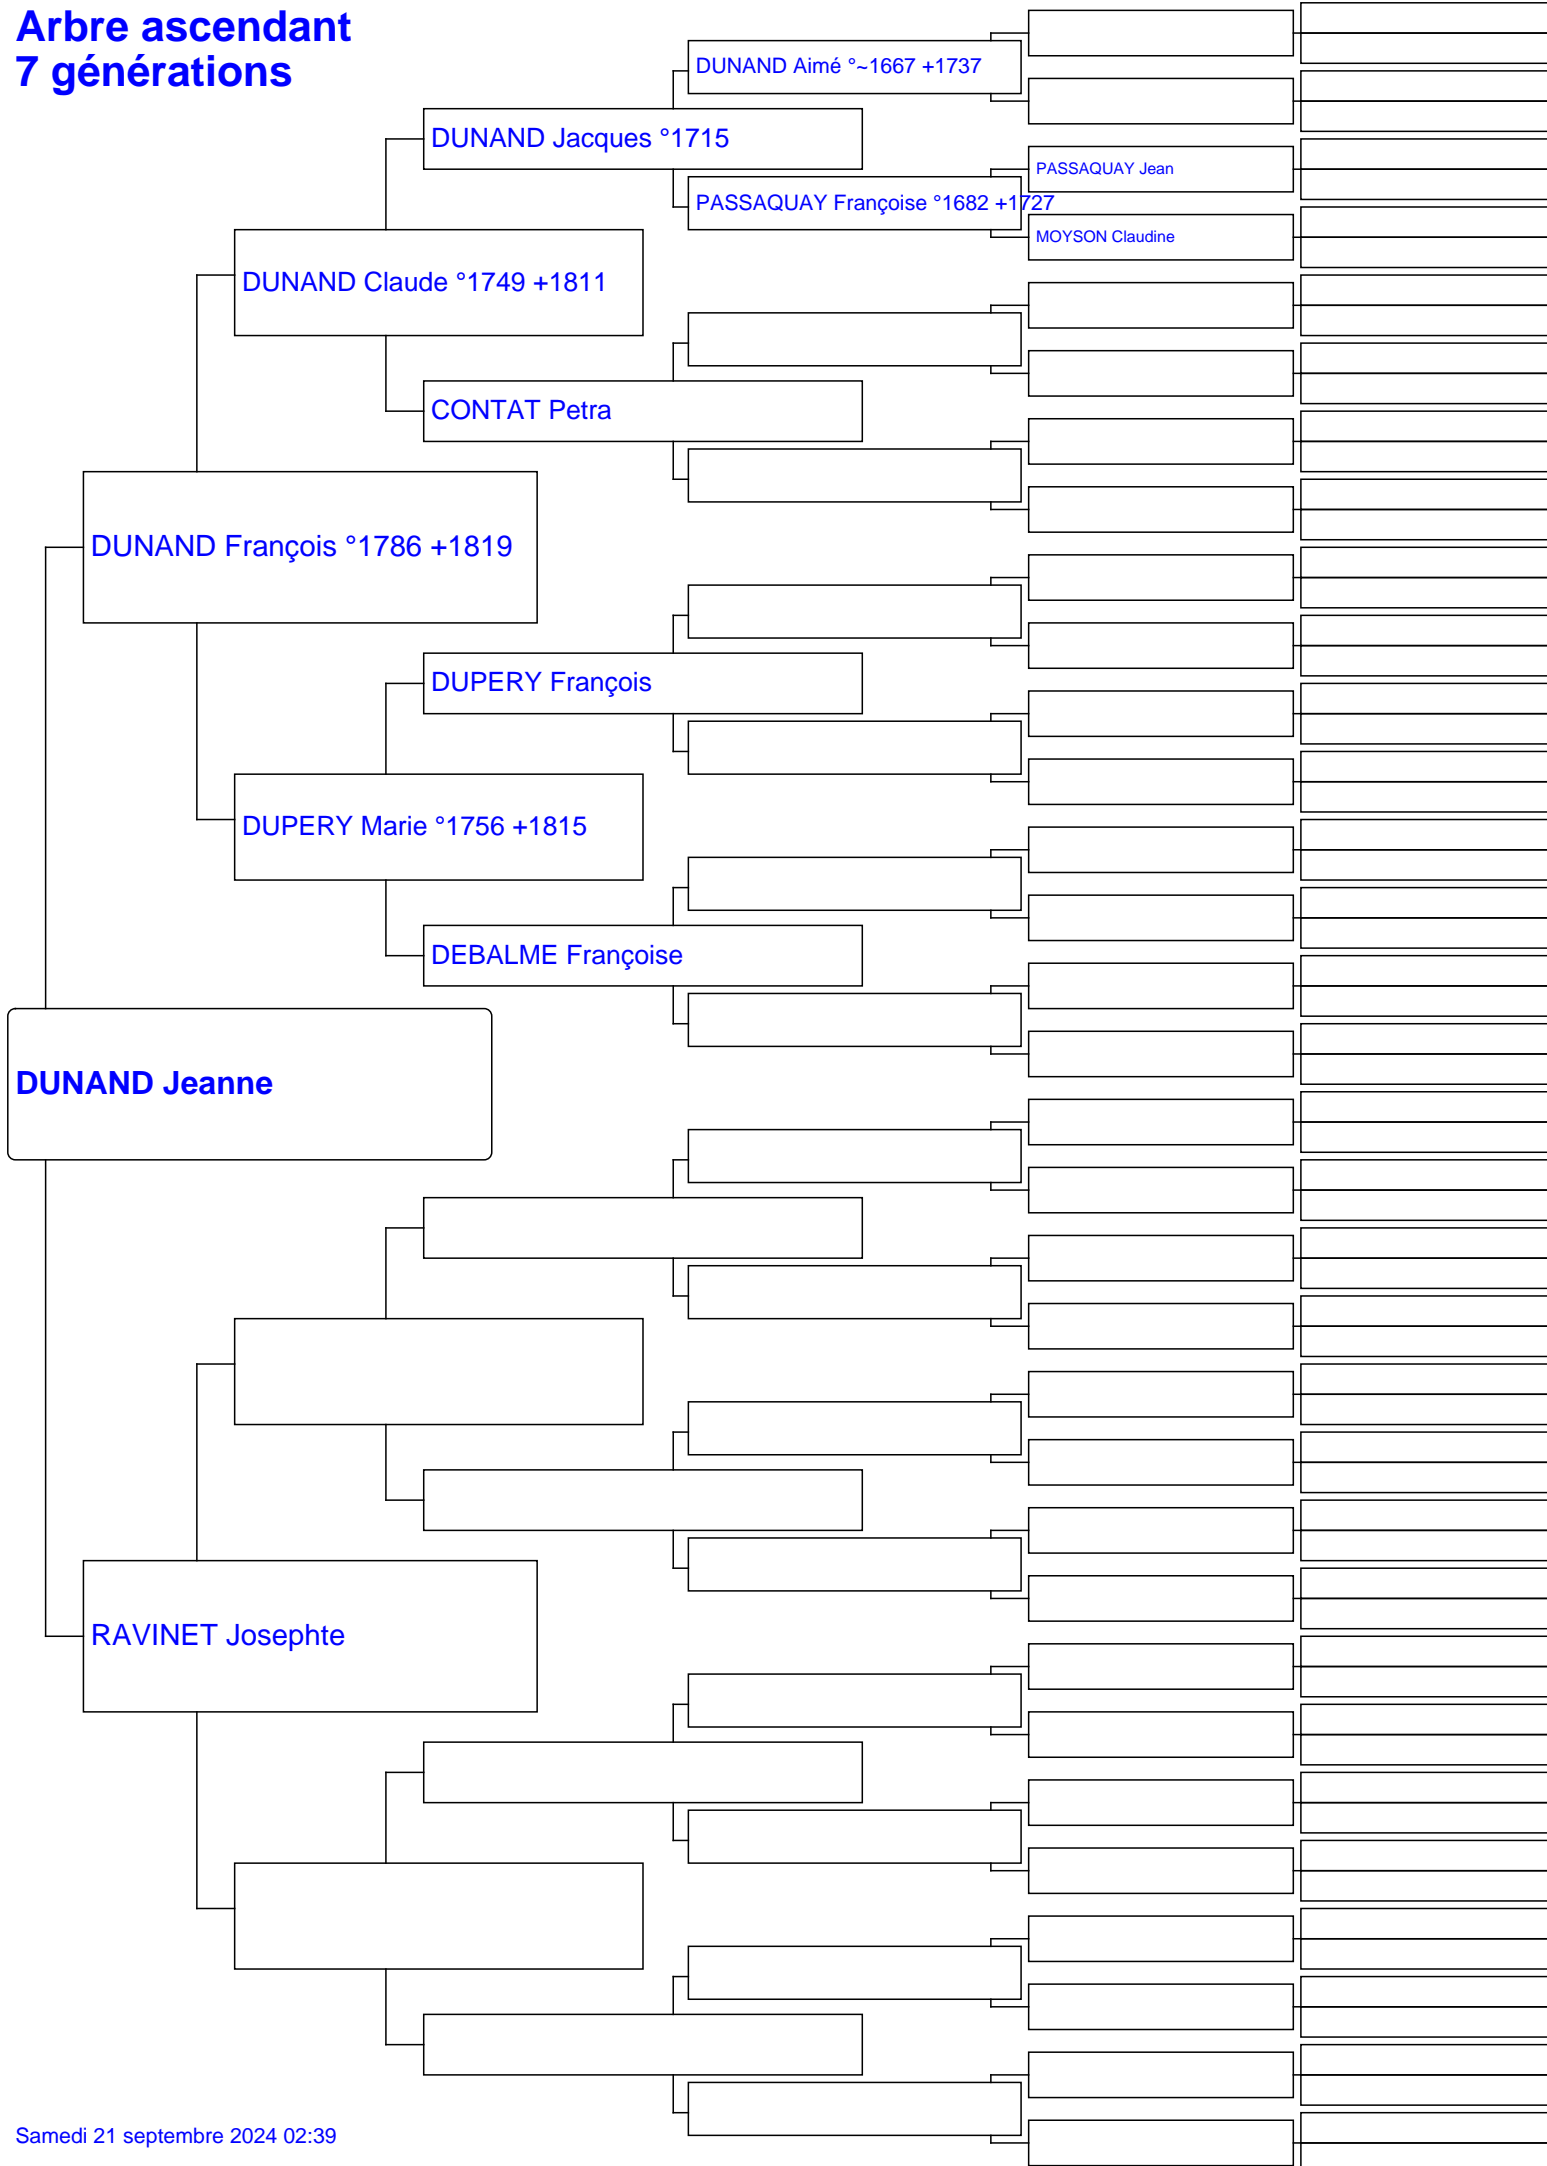 Arbre ascendant
7 générations
DUNAND Aimé °~1667 +1737
DUNAND Jacques °1715
PASSAQUAY Jean
PASSAQUAY Françoise °1682 +1727
MOYSON Claudine
DUNAND Claude °1749 +1811
CONTAT Petra
DUNAND François °1786 +1819
DUPERY François
DUPERY Marie °1756 +1815
DEBALME Françoise
DUNAND Jeanne
RAVINET Josephte
Samedi 21 septembre 2024 02:39